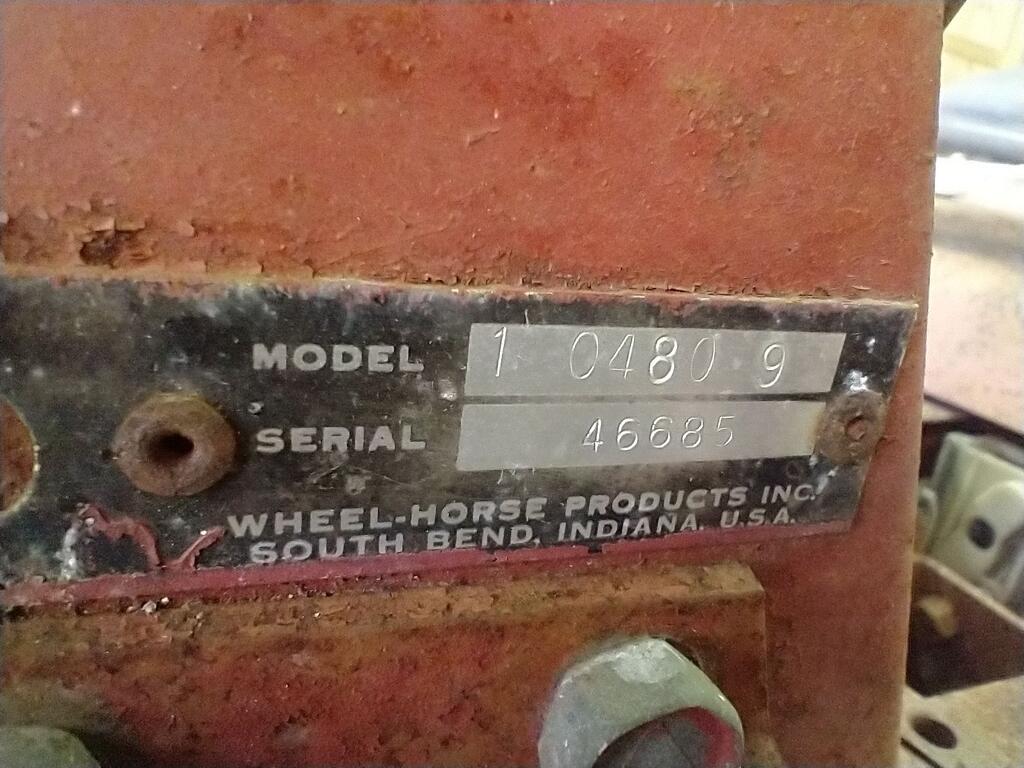 MODEL 1 0480 9
SERIAL 46685
WHEEL-HORSE PRODUCTS INC.
SOUTH BEND, INDIANA, U.S.A.